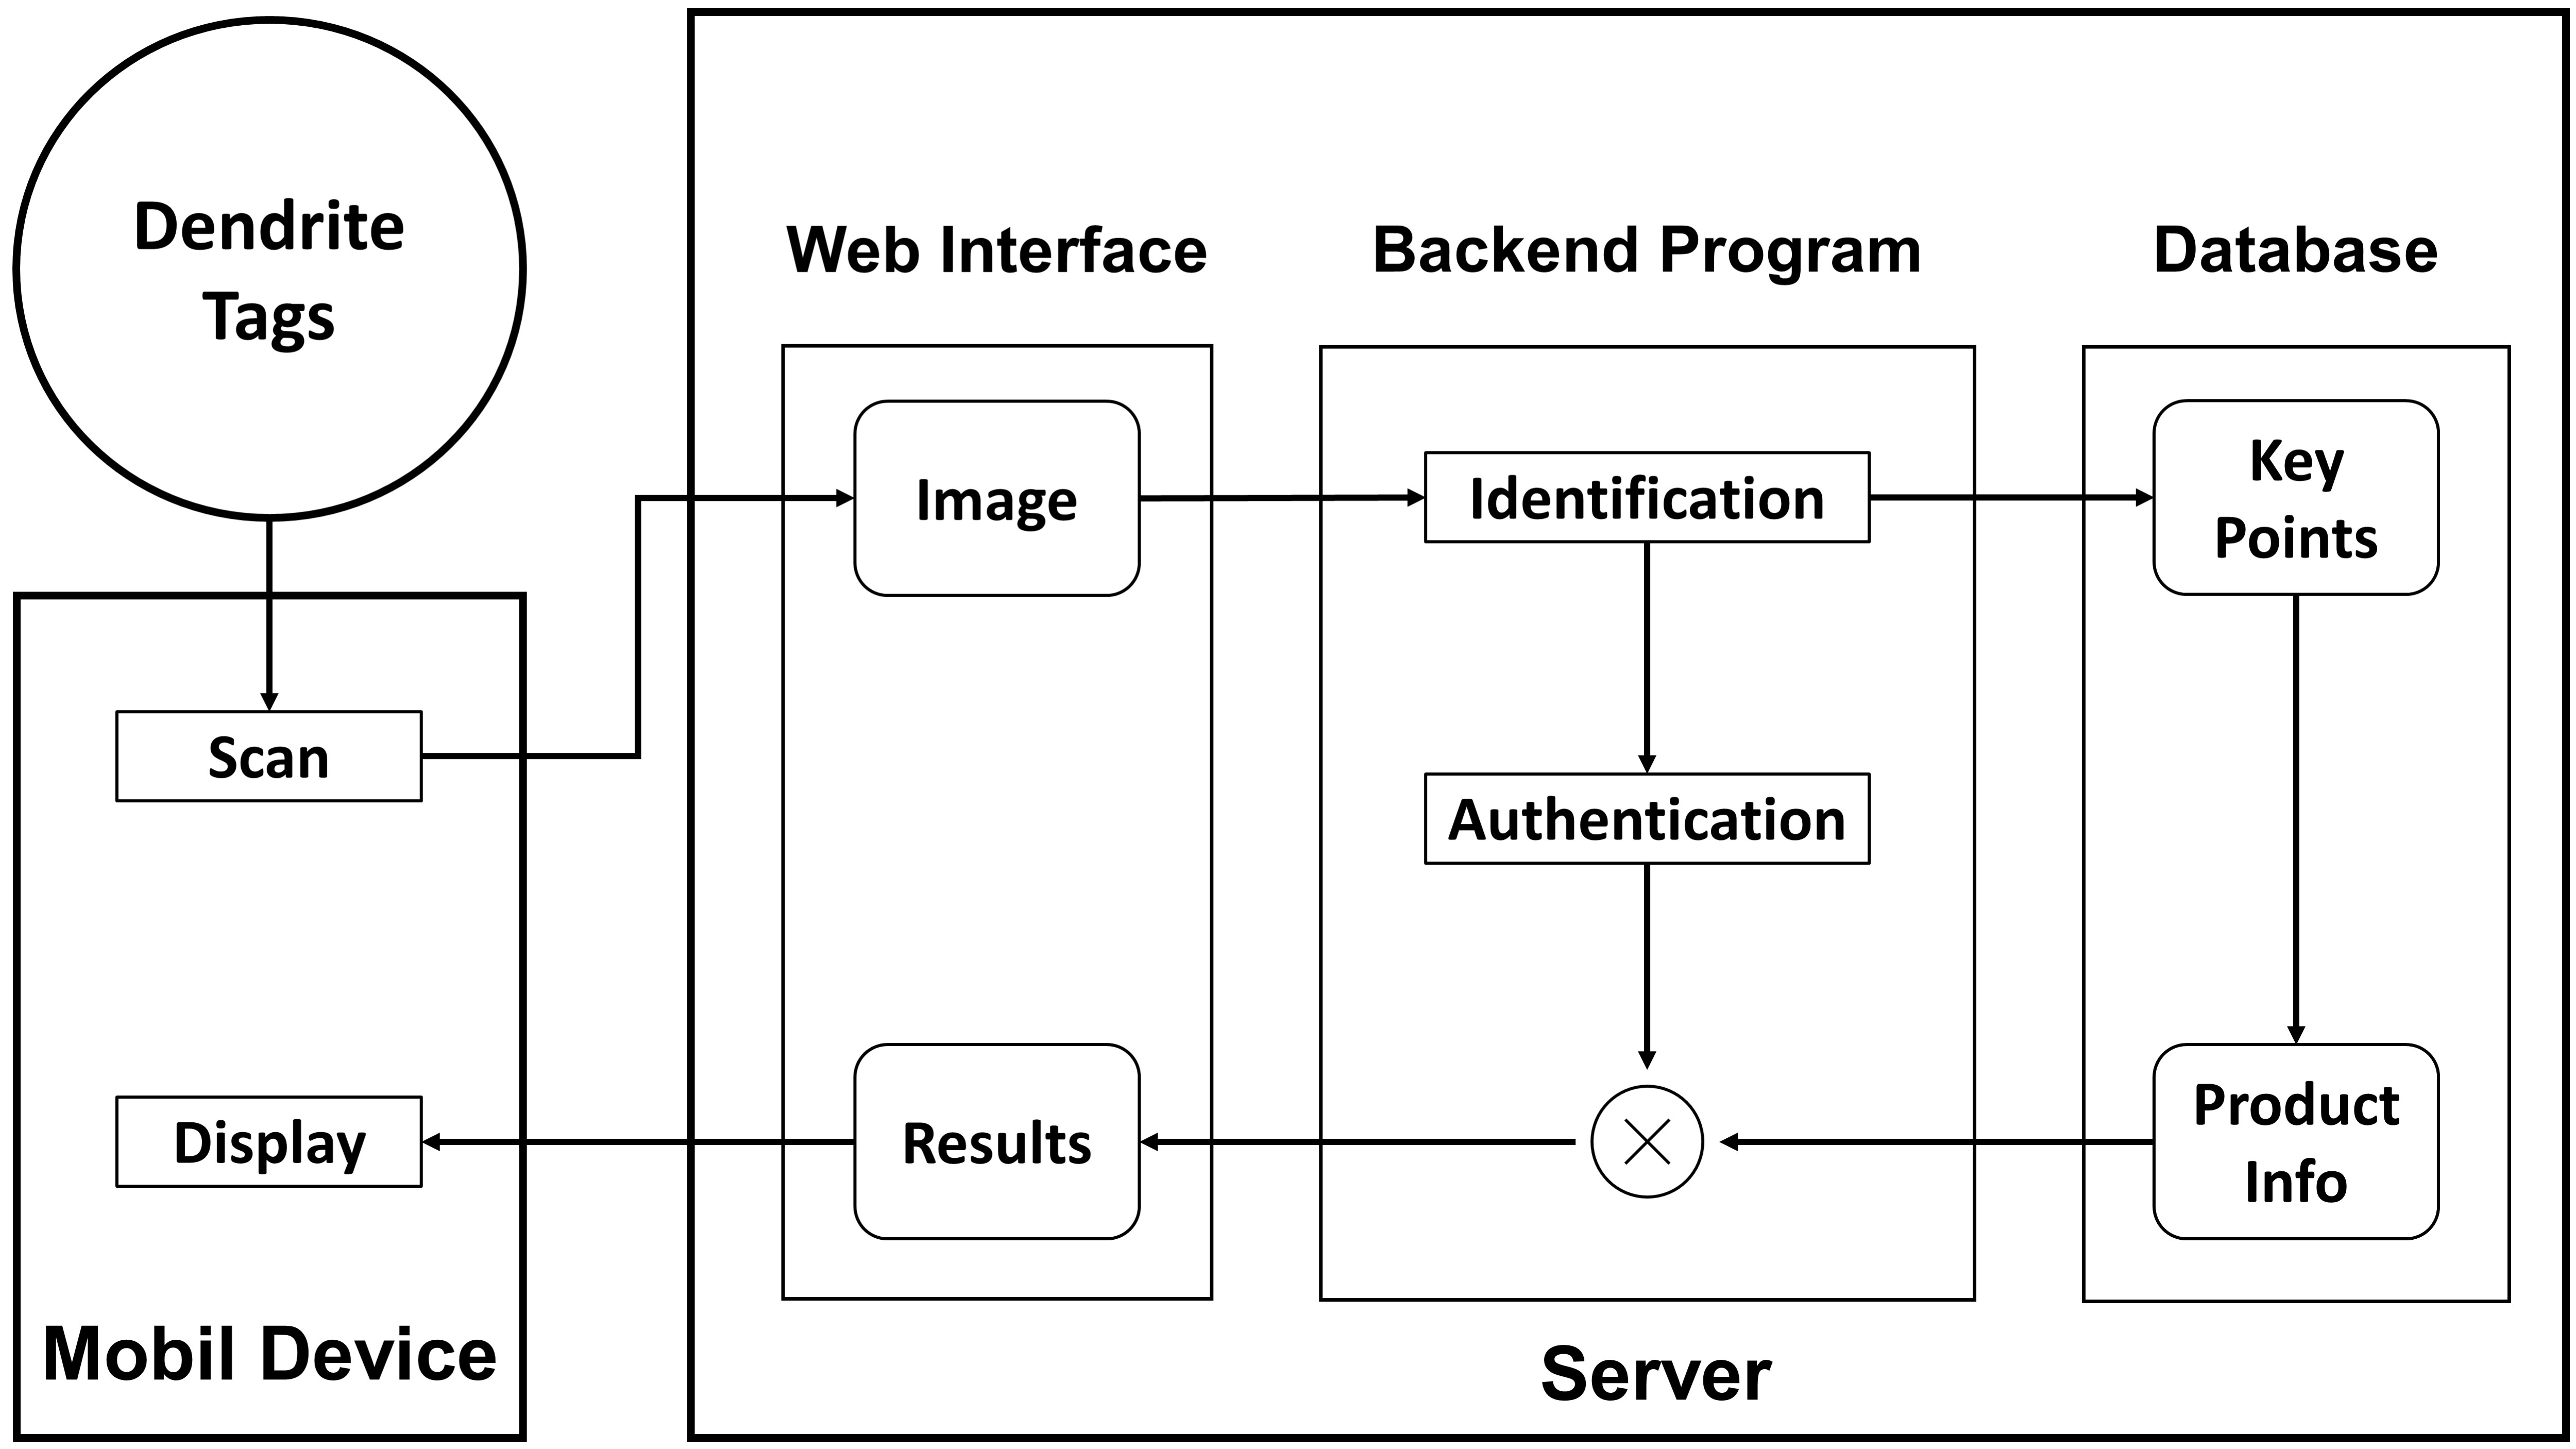 Dendrite
Tags
Web Interface
Backend Program
Database
Image
Identification
Key
Points
Scan
Authentication
Display
Results
Product
Info
Mobil Device
Server